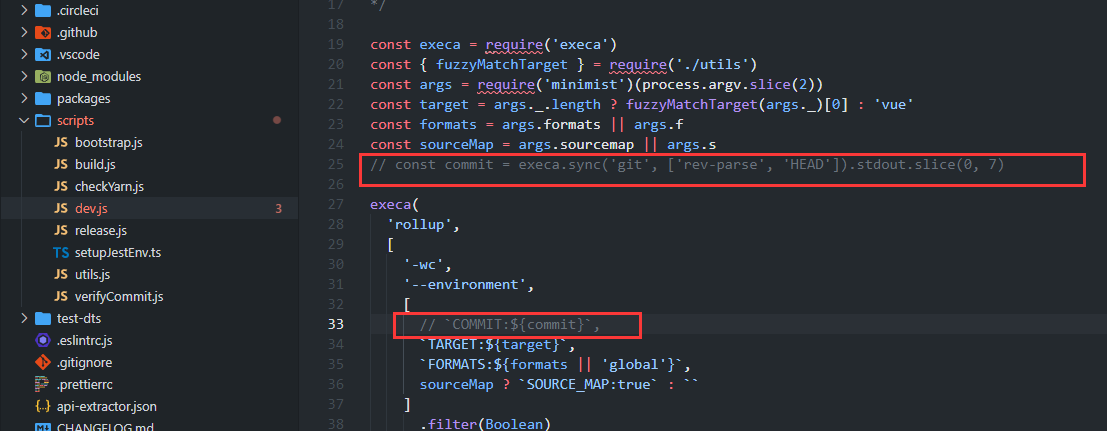 .circleci
.github
.vscode
node_modules
packages
scripts
JS bootstrap.js
JS build.js
JS checkYarn.js
JS dev.js 3
JS release.js
TS setupJestEnv.ts
JS utils.js
JS verifyCommit.js
test-dts
.eslintrc.js
.gitignore
.prettierrc
{..} api-extractor.json
CHANGELOG.md
17 */
18
19 const execa = require('execa')
20 const { fuzzyMatchTarget } = require('./utils')
21 const args = require('minimist')(process.argv.slice(2))
22 const target = args._.length ? fuzzyMatchTarget(args._)[0] : 'vue'
23 const formats = args.formats || args.f
24 const sourceMap = args.sourcemap || args.s
25 // const commit = execa.sync('git', ['rev-parse', 'HEAD']).stdout.slice(0, 7)
26
27 execa(
28 'rollup',
29 [
30 '-wc',
31 '--environment',
32 [
33 // `COMMIT:${commit}`,
34 `TARGET:${target}`,
35 `FORMATS:${formats || 'global'}`,
36 sourceMap ? `SOURCE_MAP:true` : ``
37 ]
38 .filter(Boolean)